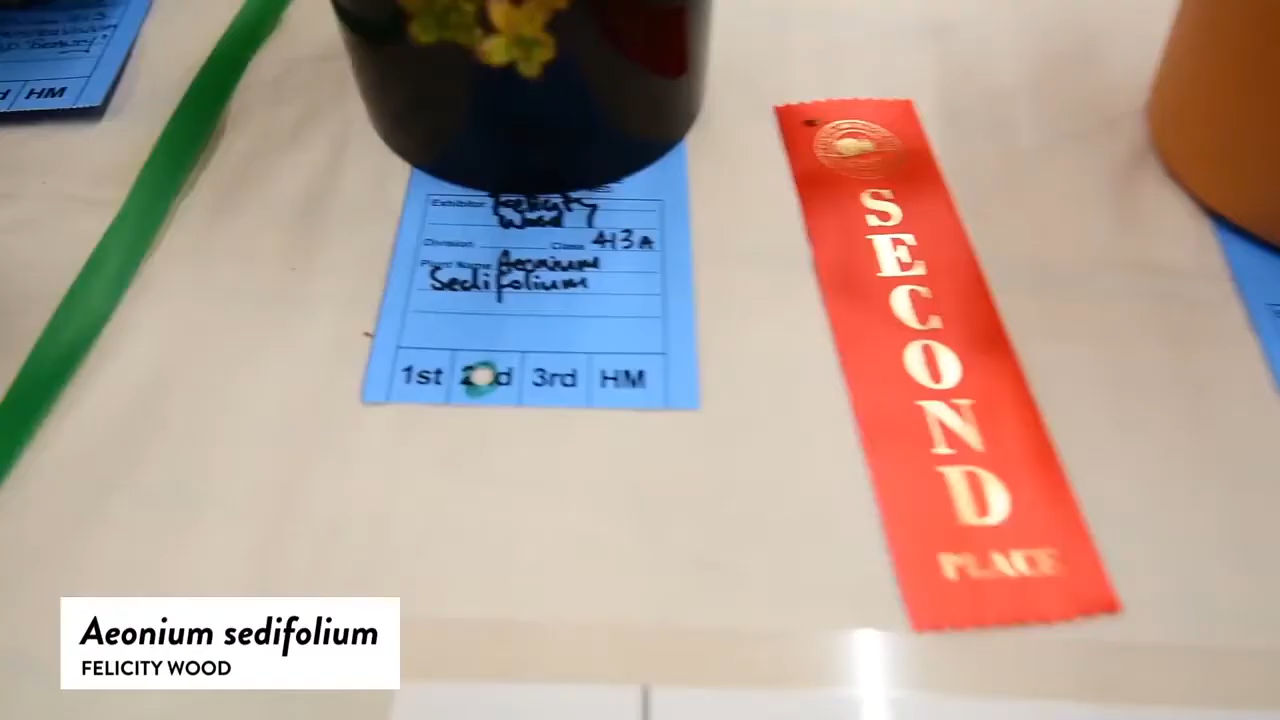 HM
Exhibitor Felicity
Wood
Division Class 413A
Plant Name Aeonium
Sedifolium
1st 2nd 3rd HM
SECOND
PLACE
Aeonium sedifolium
FELICITY WOOD